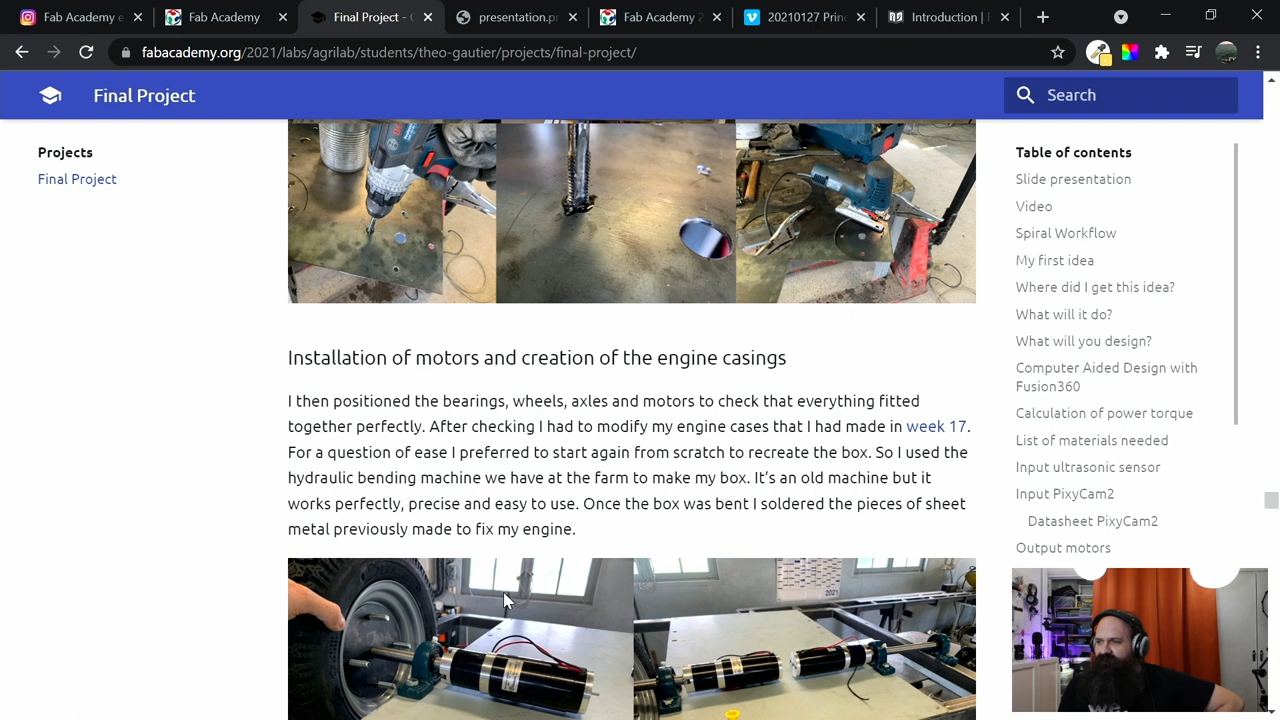 Fab Academy e
Fab Academy
Final Project - G
presentation.p
Fab Academy 2
20210127 Princ
Introduction |
fabacademy.org/2021/labs/agrilab/students/theo-gautier/projects/final-project/
Final Project
Search
Projects
Final Project
Installation of motors and creation of the engine casings
I then positioned the bearings, wheels, axles and motors to check that everything fitted
together perfectly. After checking I had to modify my engine cases that I had made in week 17.
For a question of ease I preferred to start again from scratch to recreate the box. So I used the
hydraulic bending machine we have at the farm to make my box. It’s an old machine but it
works perfectly, precise and easy to use. Once the box was bent I soldered the pieces of sheet
metal previously made to fix my engine.
Table of contents
Slide presentation
Video
Spiral Workflow
My first idea
Where did I get this idea?
What will it do?
What will you design?
Computer Aided Design with
Fusion360
Calculation of power torque
List of materials needed
Input ultrasonic sensor
Input PixyCam2
Datasheet PixyCam2
Output motors
2021